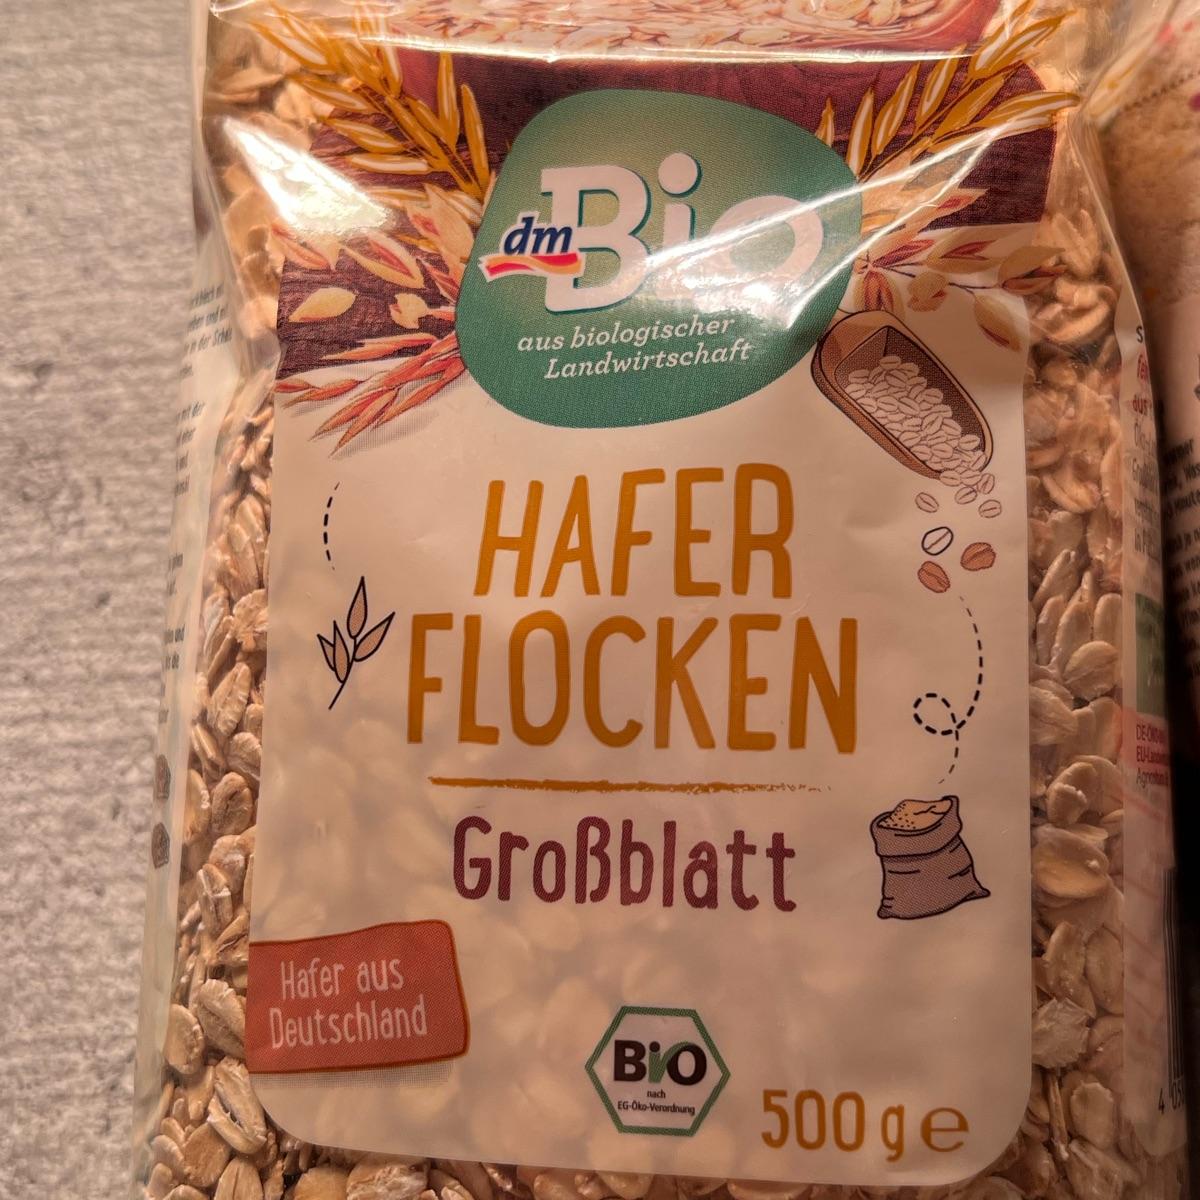 dm
Bio
aus biologischer
Landwirtschaft
HAFER
FLOCKEN
Großblatt
Hafer aus
Deutschland
BiO
nach
EG-Öko-Verordnung
500 g e